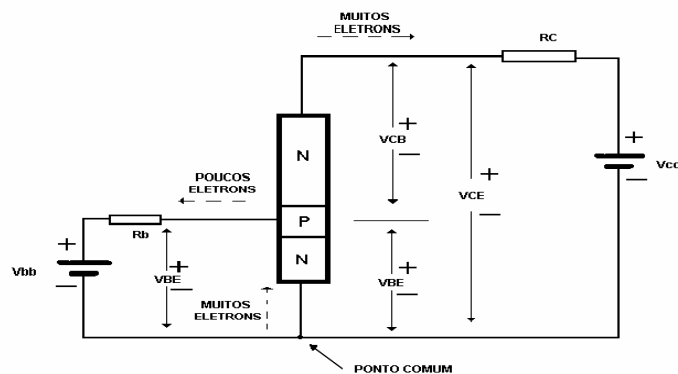 MUITOS
ELETRONS
RC
+
VCB
—
+
VCE
—
+
Vcc
—
N
P
N
POUCOS
ELETRONS
Rb
+
Vbb
—
+
VBE
—
+
VBE
—
MUITOS
ELETRONS
PONTO COMUM